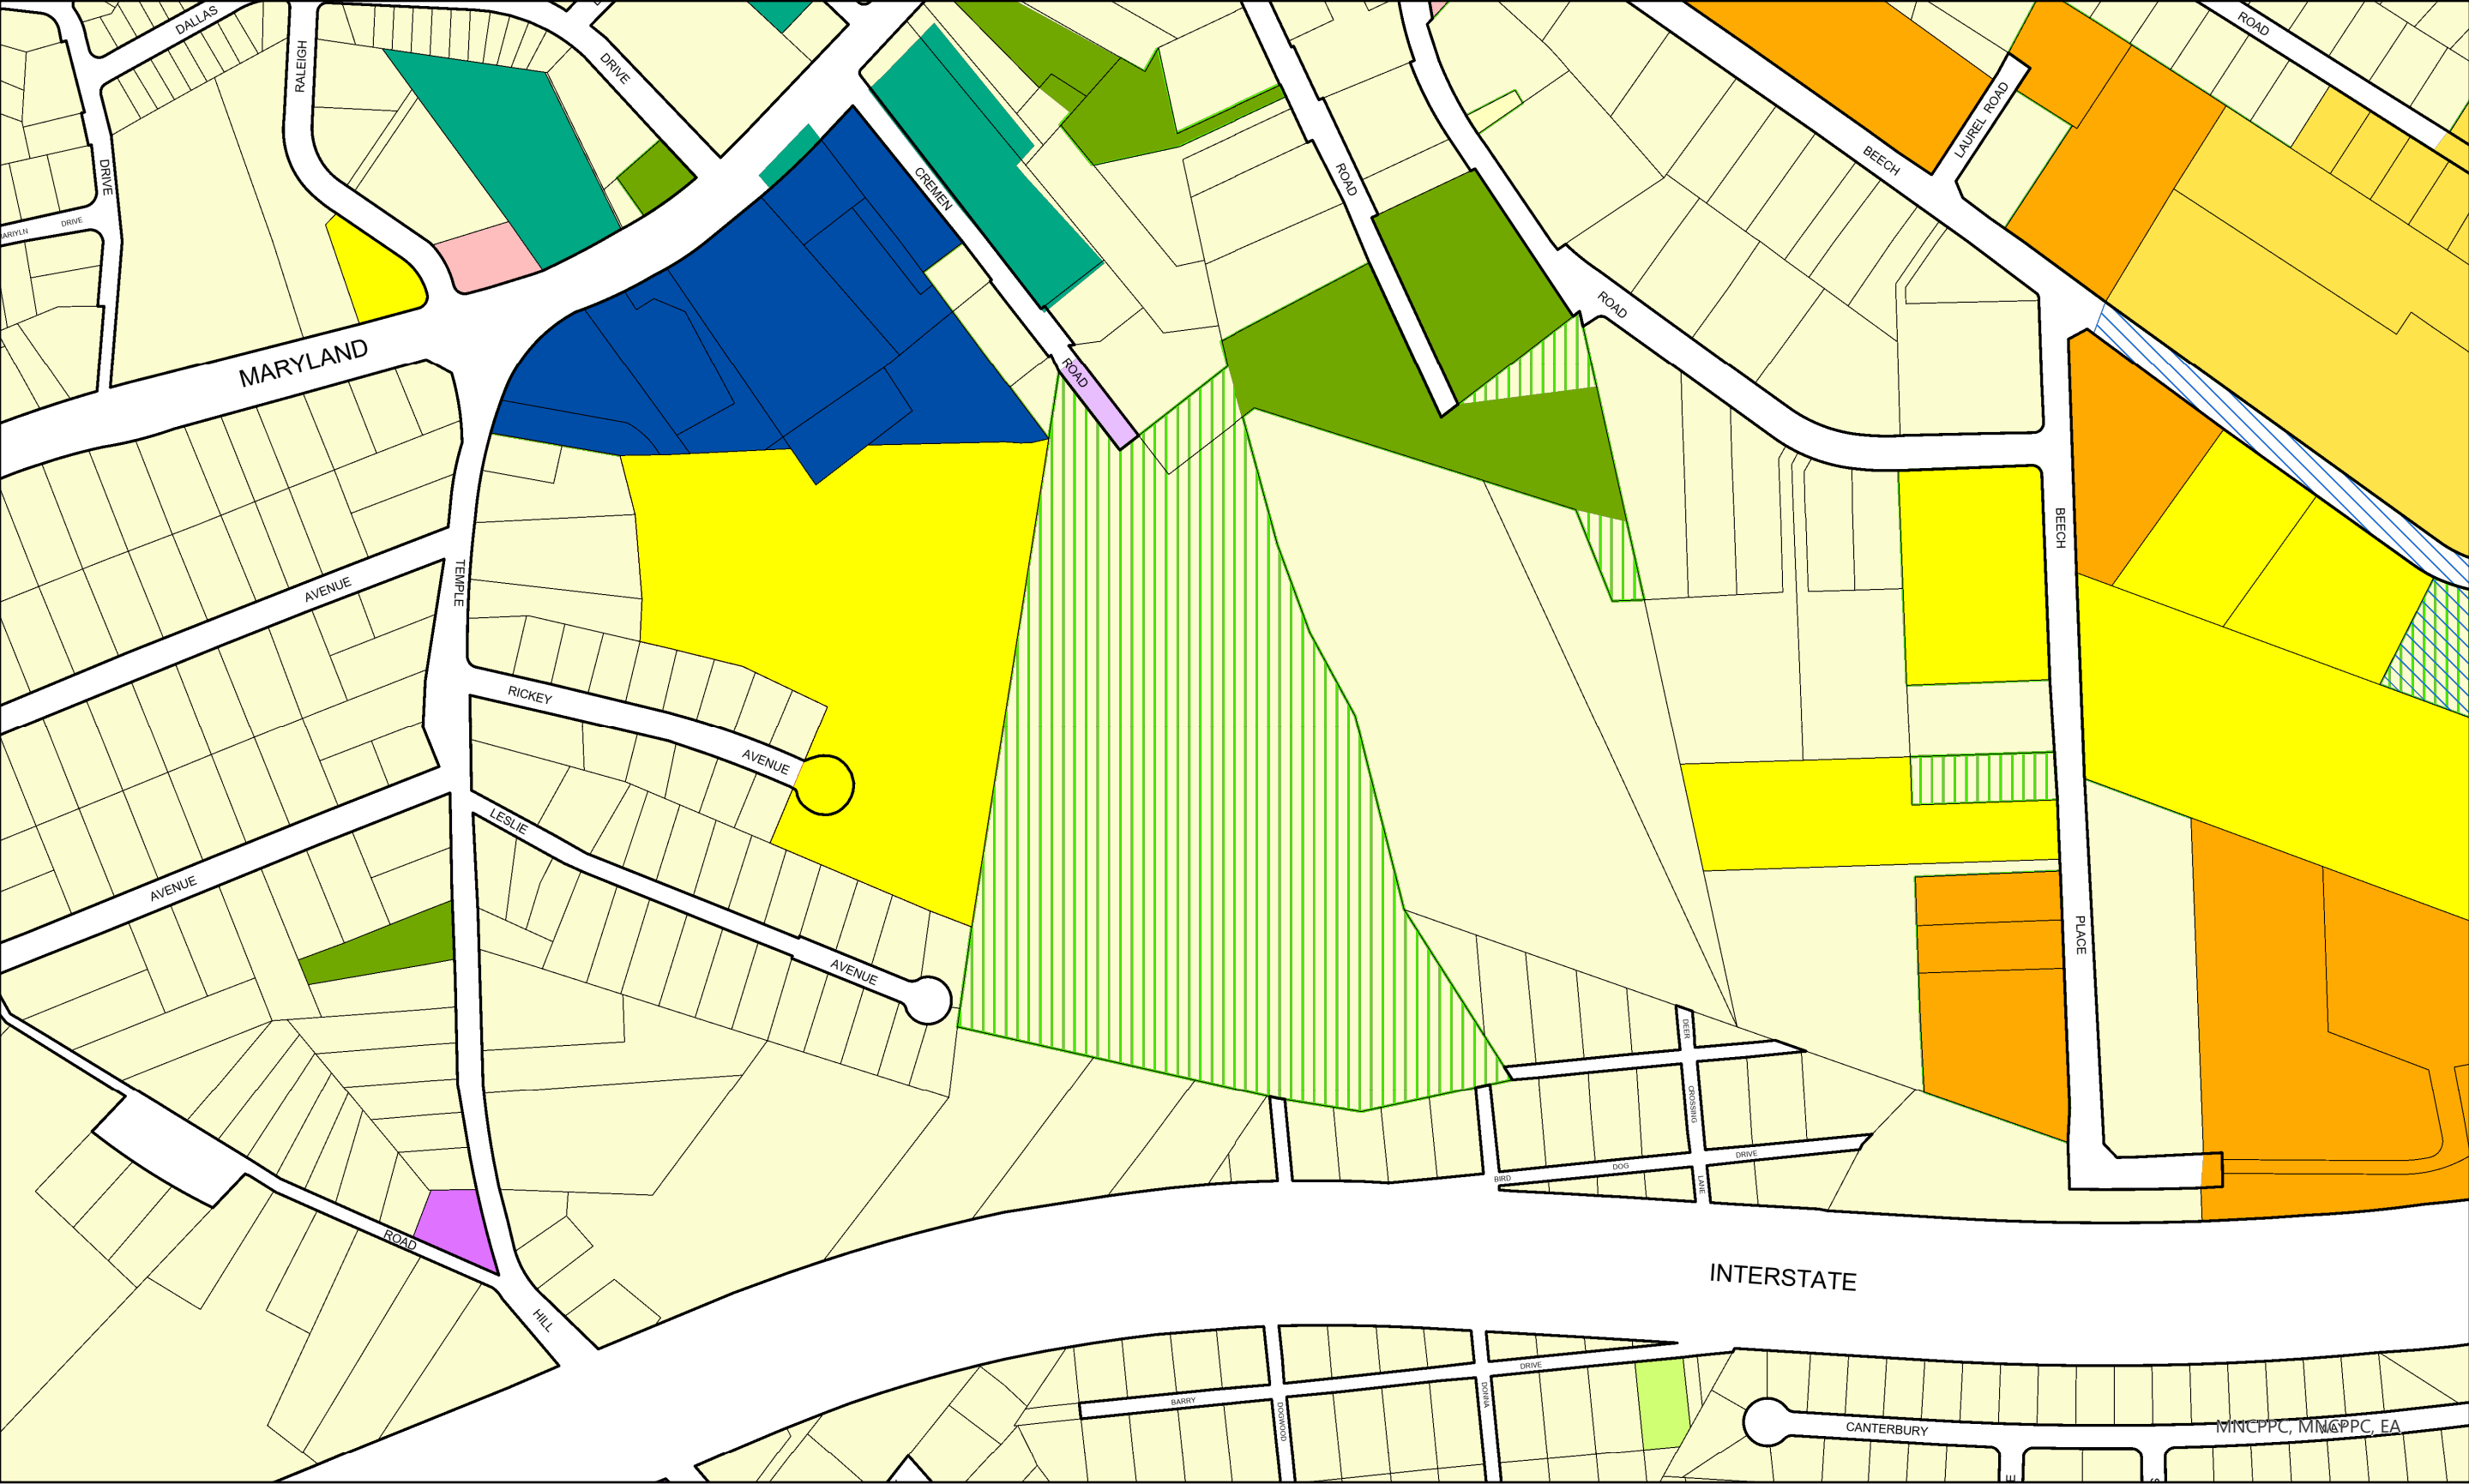 DALLAS
ROAD
RALEIGH
DRIVE
DRIVE
LAUREL ROAD
BEECH
ROAD
CREMEN
DRIVE
ROAD
MARYLAND
ROAD
BEECH
TEMPLE
AVENUE
RICKEY
AVENUE
LESLIE
AVENUE
PLACE
AVENUE
DEER
CROSSING
DRIVE
DOG
BIRD
LANE
ROAD
INTERSTATE
HILL
DRIVE
BARRY
DONNA
DOGWOOD
CANTERBURY
WAY
MNCPPC, MNCPPC, EA
E